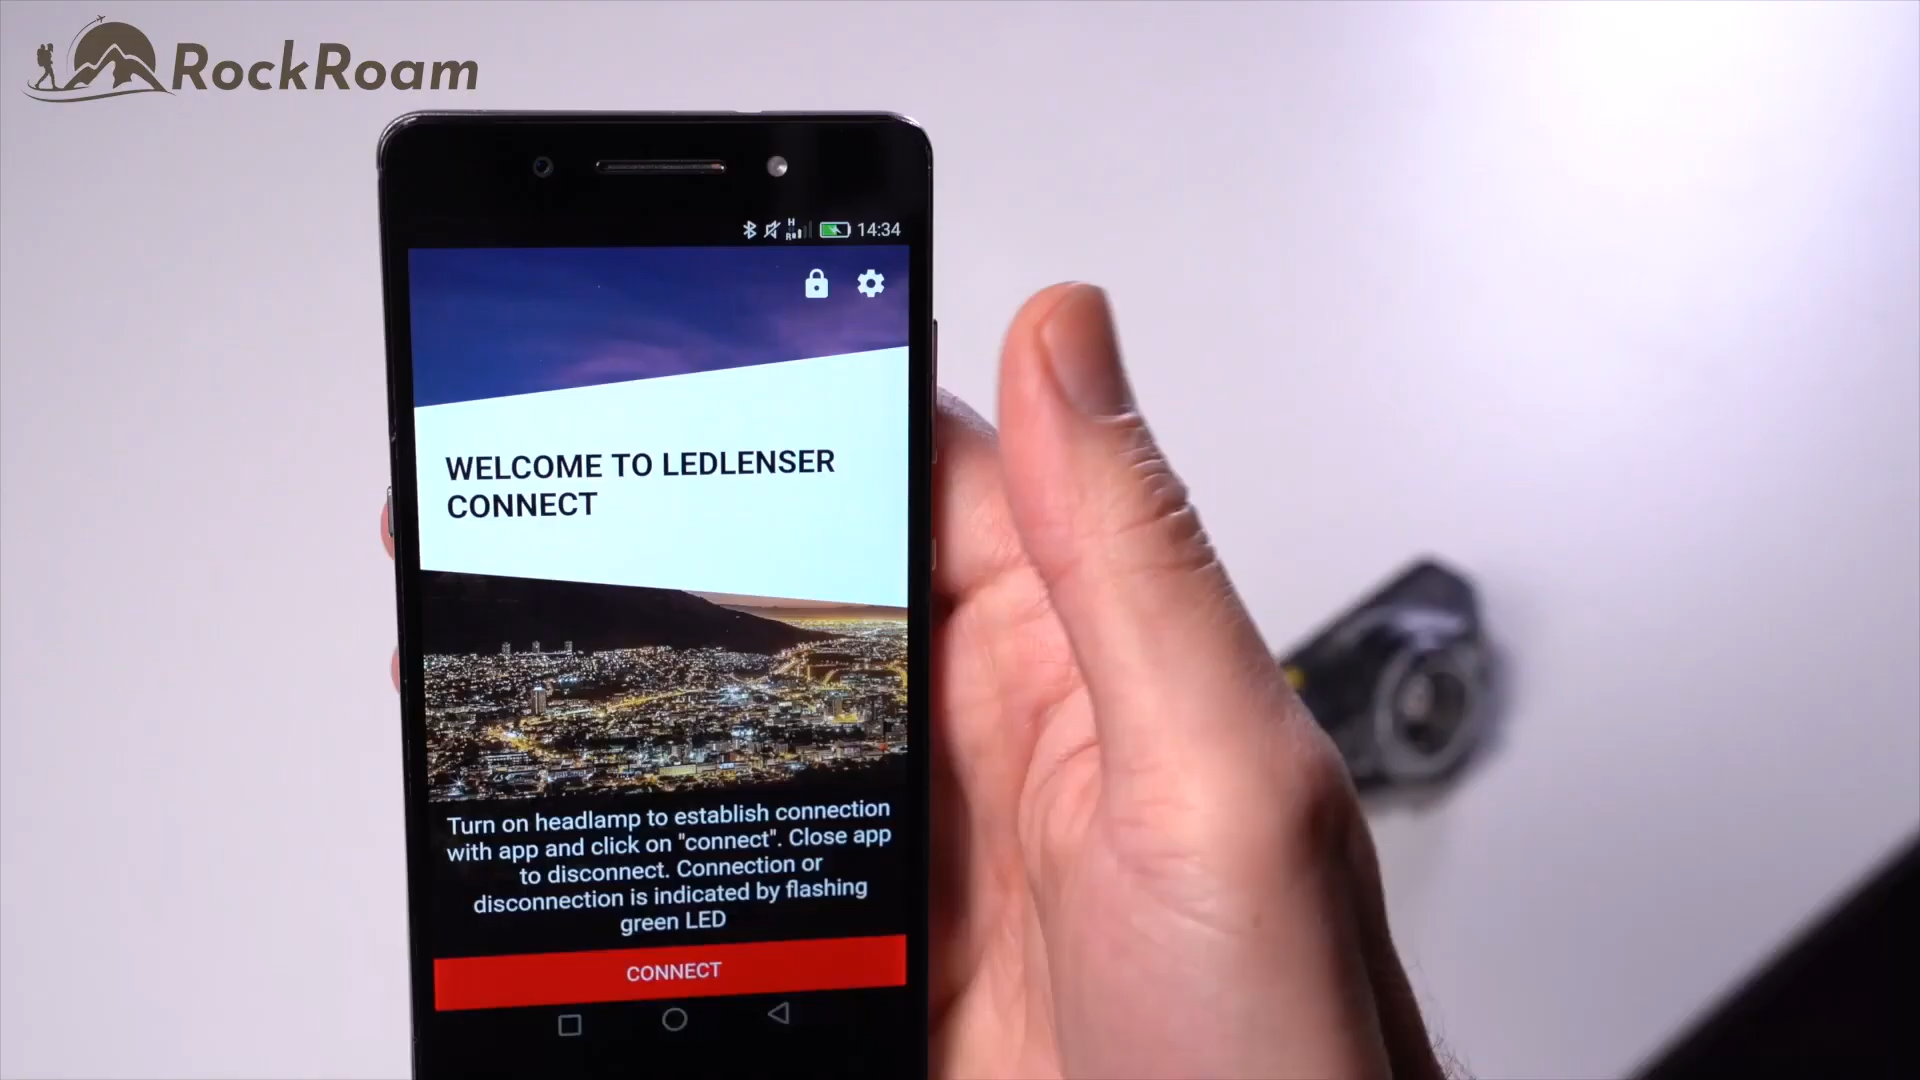 RockRoam
H
R
14:34
WELCOME TO LEDLENSER
CONNECT
Turn on headlamp to establish connection
with app and click on "connect". Close app
to disconnect. Connection or
disconnection is indicated by flashing
green LED
CONNECT